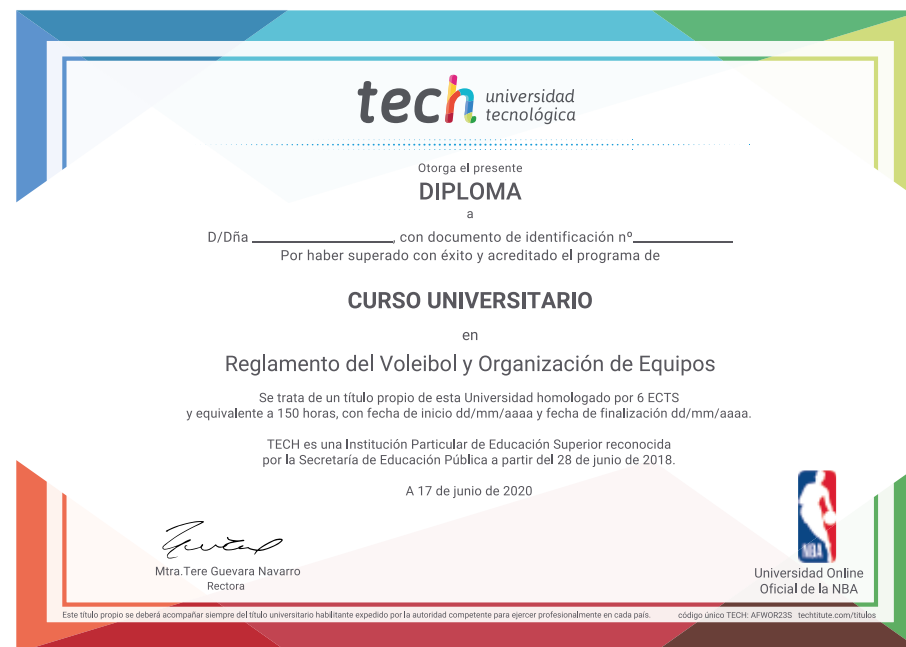 tech universidad
tecnológica
Otorga el presente
DIPLOMA
a
D/Dña ____________________, con documento de identificación nº______________
Por haber superado con éxito y acreditado el programa de
CURSO UNIVERSITARIO
en
Reglamento del Voleibol y Organización de Equipos
Se trata de un título propio de esta Universidad homologado por 6 ECTS
y equivalente a 150 horas, con fecha de inicio dd/mm/aaaa y fecha de finalización dd/mm/aaaa.
TECH es una Institución Particular de Educación Superior reconocida
por la Secretaría de Educación Pública a partir del 28 de junio de 2018.
A 17 de junio de 2020
Mtra.Tere Guevara Navarro
Rectora
NBA
Universidad Online
Oficial de la NBA
Este título propio se deberá acompañar siempre del título universitario habilitante expedido por la autoridad competente para ejercer profesionalmente en cada país.
código único TECH: AFWOR23S techtitute.com/titulos